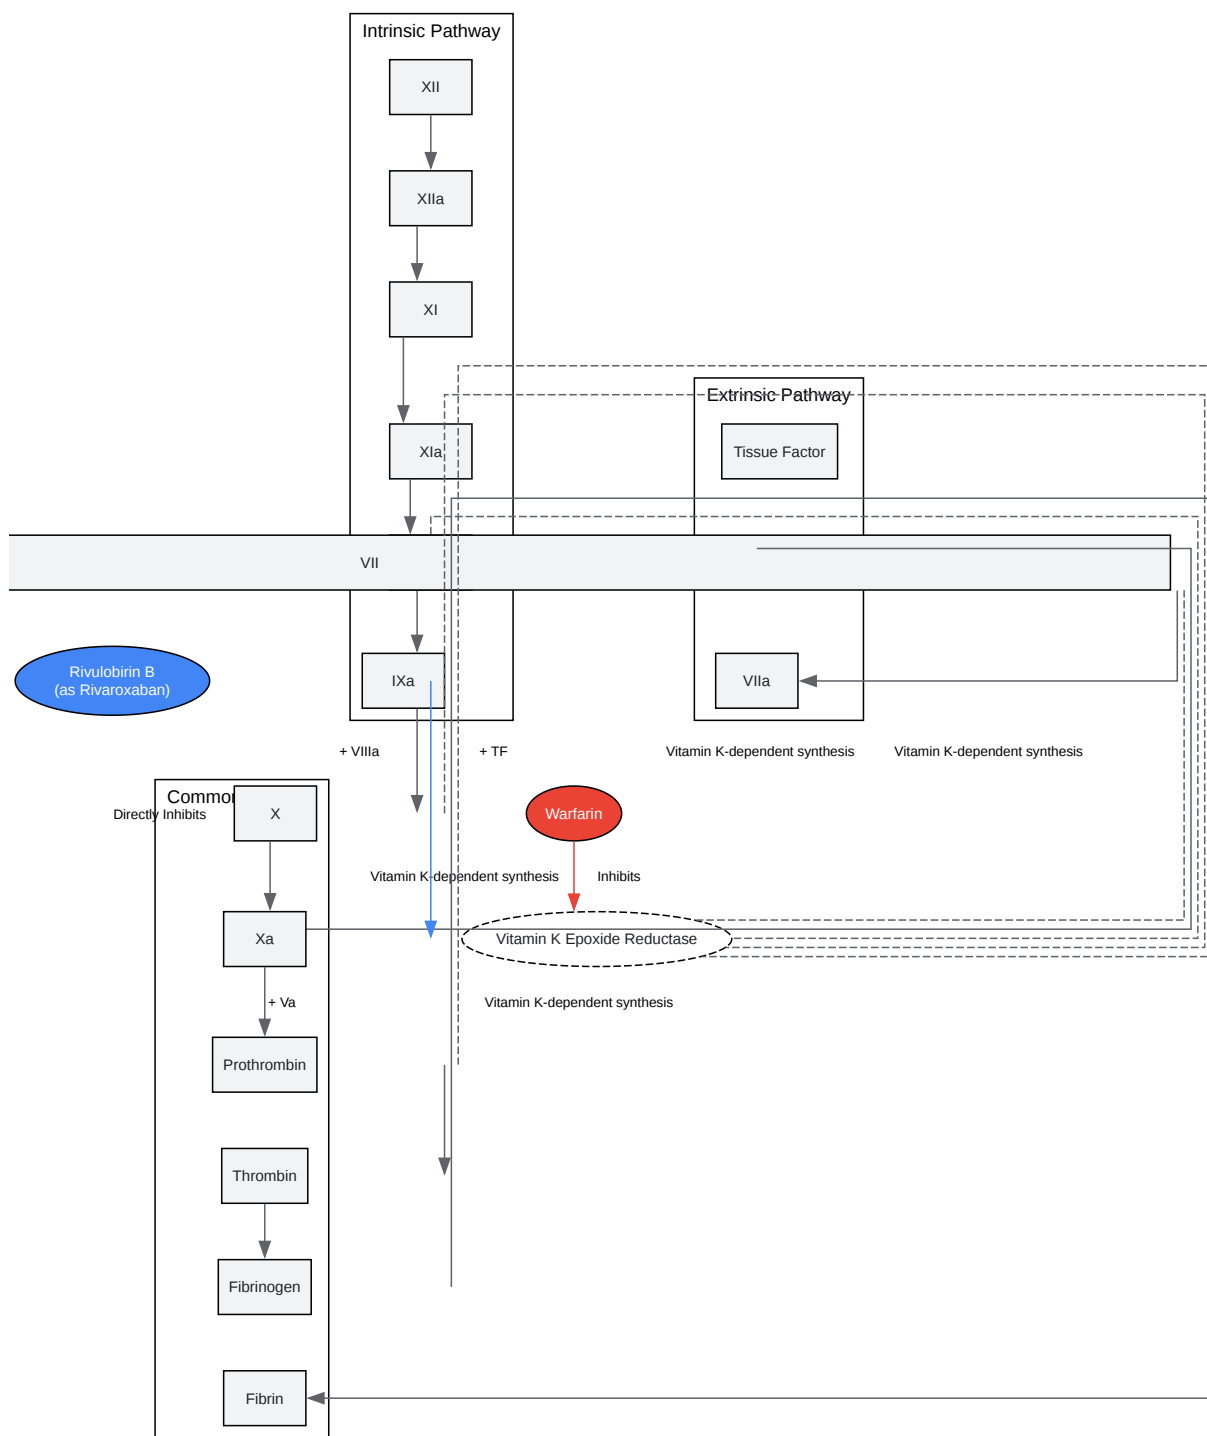 Intrinsic Pathway
XII
XIIa
XI
Extrinsic Pathway
XIa
Tissue Factor
VII
Rivulobirin B
(as Rivaroxaban)
IXa
VIIa
+ VIIIa
+ TF
Vitamin K-dependent synthesis
Vitamin K-dependent synthesis
Common
Directly Inhibits
X
Warfarin
Vitamin K-dependent synthesis
Inhibits
Xa
Vitamin K Epoxide Reductase
+ Va
Vitamin K-dependent synthesis
Prothrombin
Thrombin
Fibrinogen
Fibrin